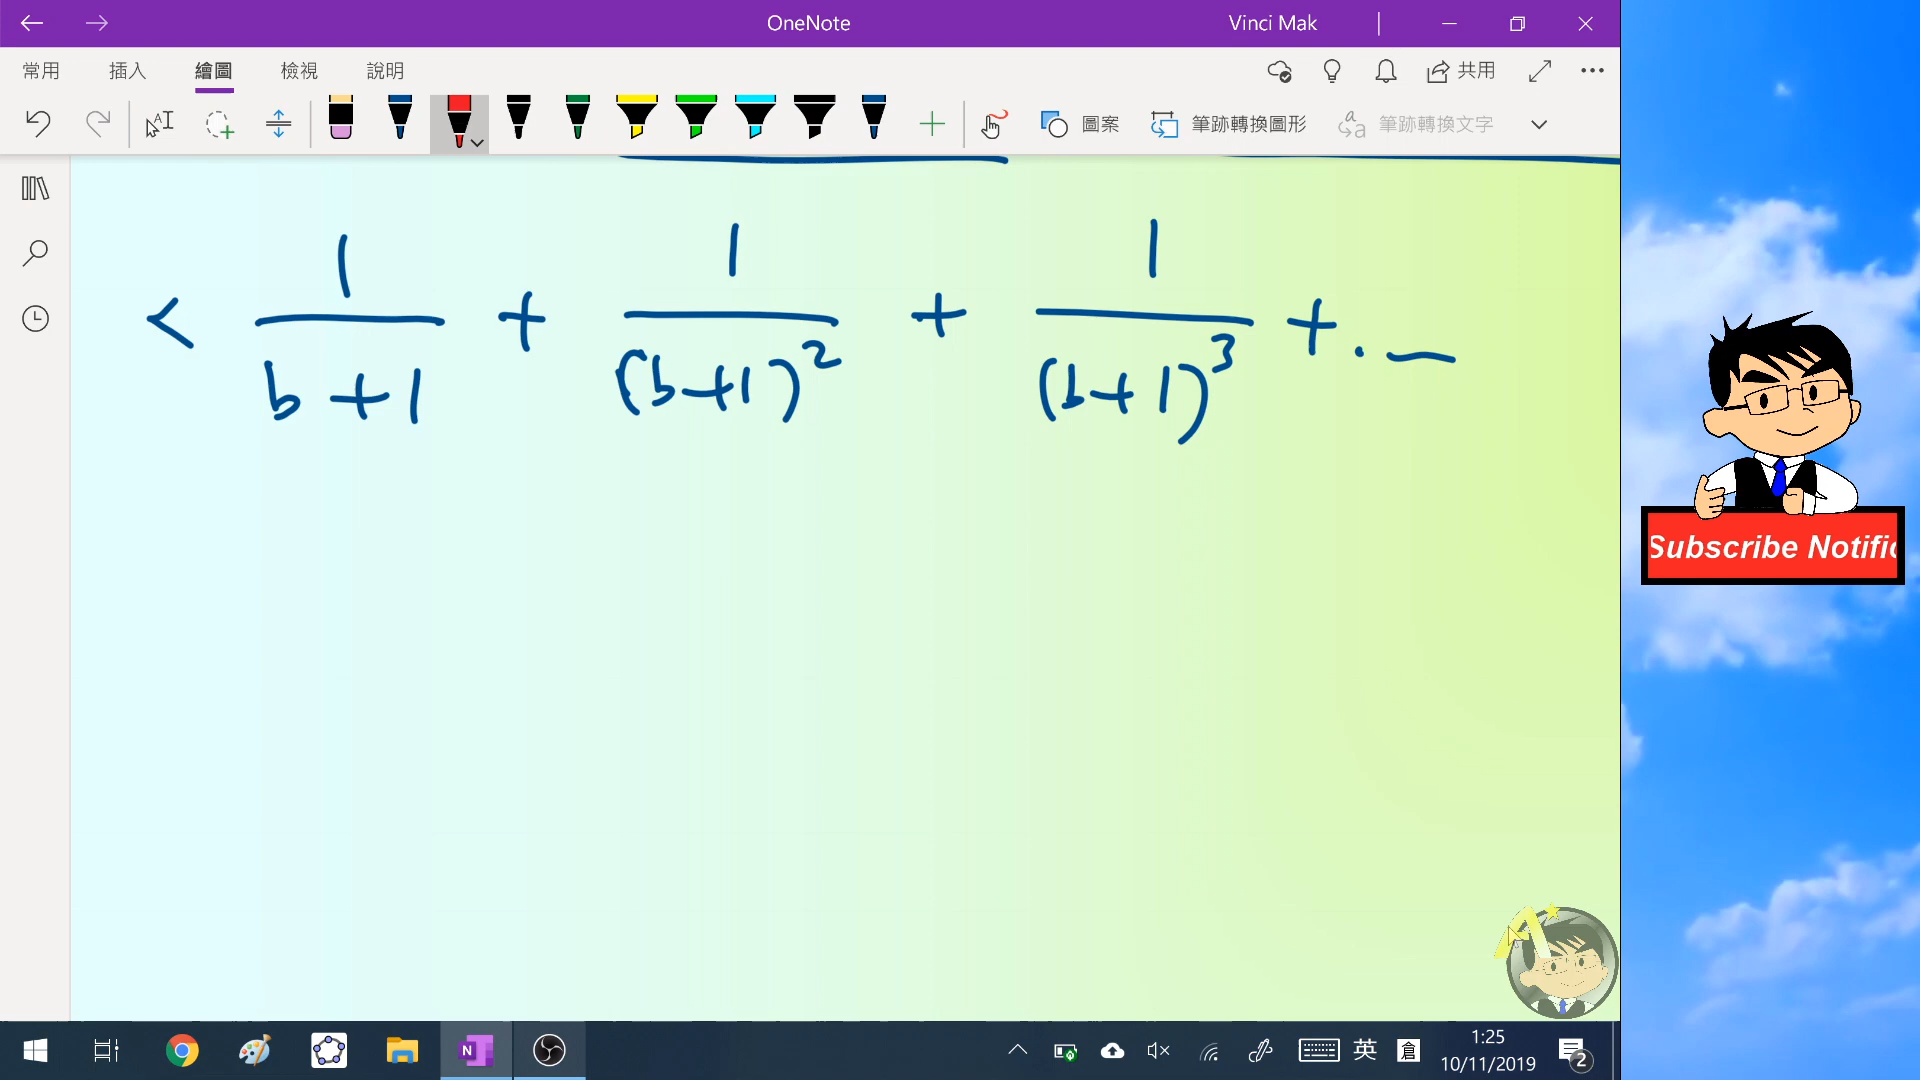 OneNote
Vinci Mak
常用 插入 繪圖 檢視 說明
共用
圖案 筆跡轉換圖形 筆跡轉換文字
< 1/(b+1) + 1/(b+1)^2 + 1/(b+1)^3 + . —
Subscribe Notific
英 倉
1:25
10/11/2019
2